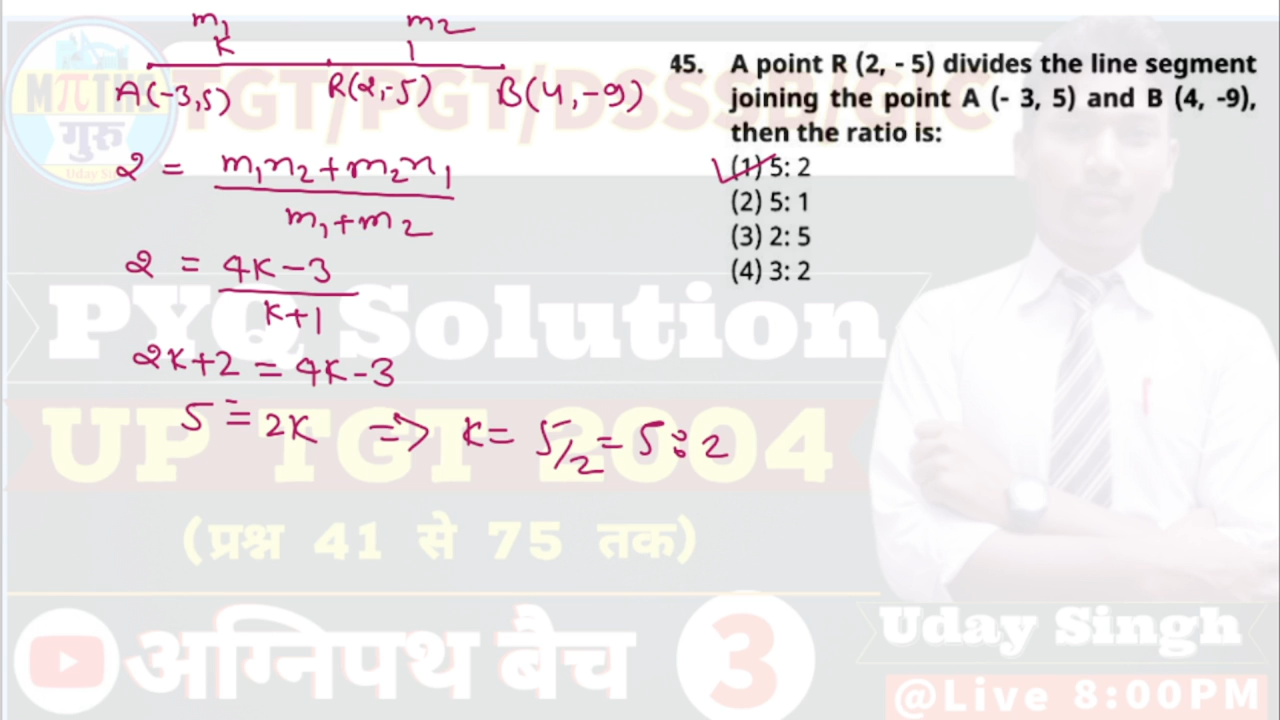 m₁ m₂
K 1
A(-3,5) R(2,-5) B(4,-9)
2 = m₁x₂+m₂x₁
m₁+m₂
2 = 4K-3
K+1
2K+2 = 4K-3
5 = 2K => K= 5/2 = 5:2
45. A point R (2, - 5) divides the line segment
joining the point A (- 3, 5) and B (4, -9),
then the ratio is:
(1) 5: 2
(2) 5: 1
(3) 2: 5
(4) 3: 2
MπTHS
गुरु
Uday Singh
TGT/PGT/DSSSB/GIC
PYQ Solution
UP TGT 2004
(प्रश्न 41 से 75 तक)
अग्निपथ बैच 3
Uday Singh
@Live 8:00PM